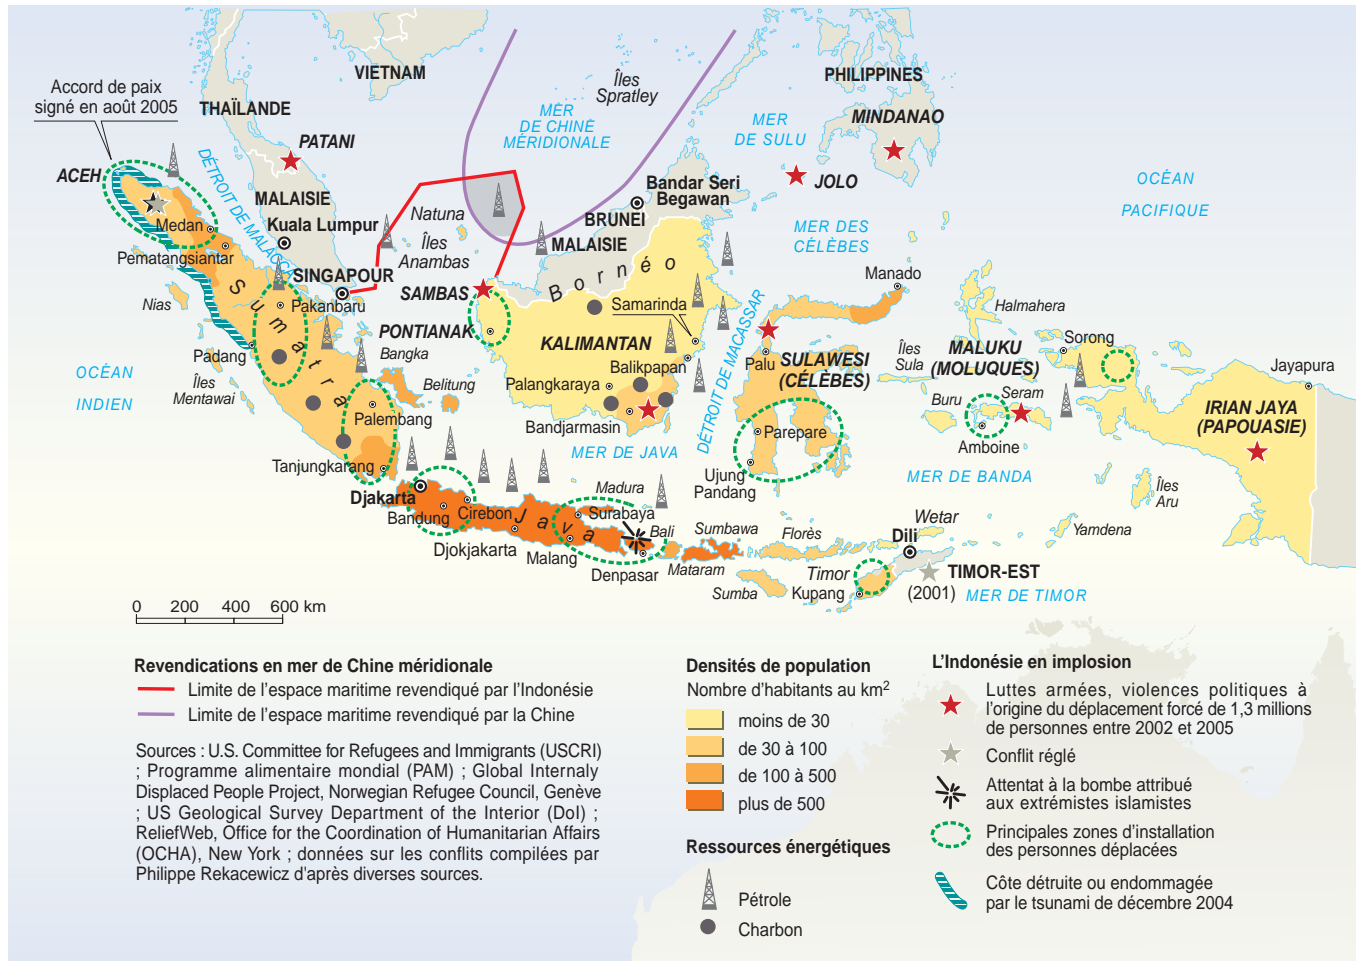 Accord de paix
signé en août 2005
VIETNAM
THAÏLANDE
PATANI
ACEH
DÉTROIT DE MALACCA
MALAISIE
Kuala Lumpur
Medan
Pematangsiantar
SINGAPOUR
Nias
Sumatra
Pakanbaru
Padang
Îles
Mentawai
OCÉAN
INDIEN
Bangka
Belitung
Palembang
Tanjungkarang
Îles
Spratley
MER
DE CHINE
MÉRIDIONALE
Natuna
Îles
Anambas
SAMBAS
PONTIANAK
Bandar Seri
Begawan
BRUNEI
MALAISIE
Bornéo
Samarinda
KALIMANTAN
Balikpapan
Palangkaraya
Bandjarmasin
MER DE JAVA
DÉTROIT DE MACASSAR
PHILIPPINES
MINDANAO
MER
DE SULU
JOLO
MER DES
CÉLÈBES
OCÉAN
PACIFIQUE
Manado
Palu
SULAWESI
(CÉLÈBES)
Parepare
Ujung
Pandang
Halmahera
Sorong
MALUKU
(MOLUQUES)
Îles
Sula
Buru
Seram
Amboine
Jayapura
IRIAN JAYA
(PAPOUASIE)
MER DE BANDA
Îles
Aru
Yamdena
Djakarta
Bandung
Cirebon
Java
Djokjakarta
Malang
Madura
Surabaya
Bali
Denpasar
Sumbawa
Mataram
Florès
Sumba
Wetar
Dili
Timor
Kupang
TIMOR-EST
(2001)
MER DE TIMOR
0 200 400 600 km
Revendications en mer de Chine méridionale
Limite de l'espace maritime revendiqué par l'Indonésie
Limite de l'espace maritime revendiqué par la Chine
Sources : U.S. Committee for Refugees and Immigrants (USCRI)
; Programme alimentaire mondial (PAM) ; Global Internaly
Displaced People Project, Norwegian Refugee Council, Genève
; US Geological Survey Department of the Interior (DoI) ;
ReliefWeb, Office for the Coordination of Humanitarian Affairs
(OCHA), New York ; données sur les conflits compilées par
Philippe Rekacewicz d'après diverses sources.
Densités de population
Nombre d'habitants au km²
moins de 30
de 30 à 100
de 100 à 500
plus de 500
Ressources énergétiques
Pétrole
Charbon
L'Indonésie en implosion
Luttes armées, violences politiques à
l'origine du déplacement forcé de 1,3 millions
de personnes entre 2002 et 2005
Conflit réglé
Attentat à la bombe attribué
aux extrémistes islamistes
Principales zones d'installation
des personnes déplacées
Côte détruite ou endommagée
par le tsunami de décembre 2004